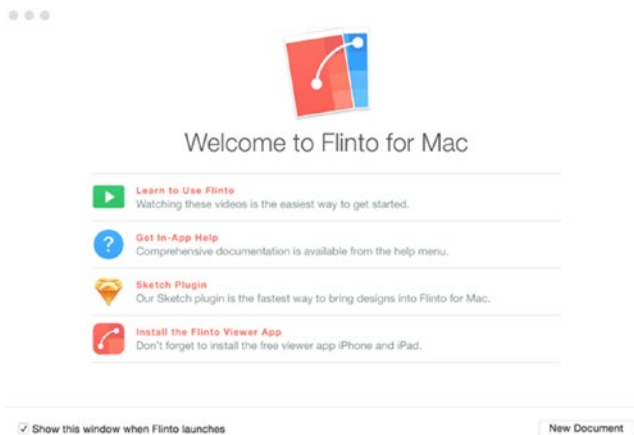 Welcome to Flinto for Mac
Learn to Use Flinto
Watching these videos is the easiest way to get started.
?
Get In-App Help
Comprehensive documentation is available from the help menu.
Sketch Plugin
Our Sketch plugin is the fastest way to bring designs into Flinto for Mac.
Install the Flinto Viewer App
Don't forget to install the free viewer app iPhone and iPad.
Show this window when Flinto launches
New Document